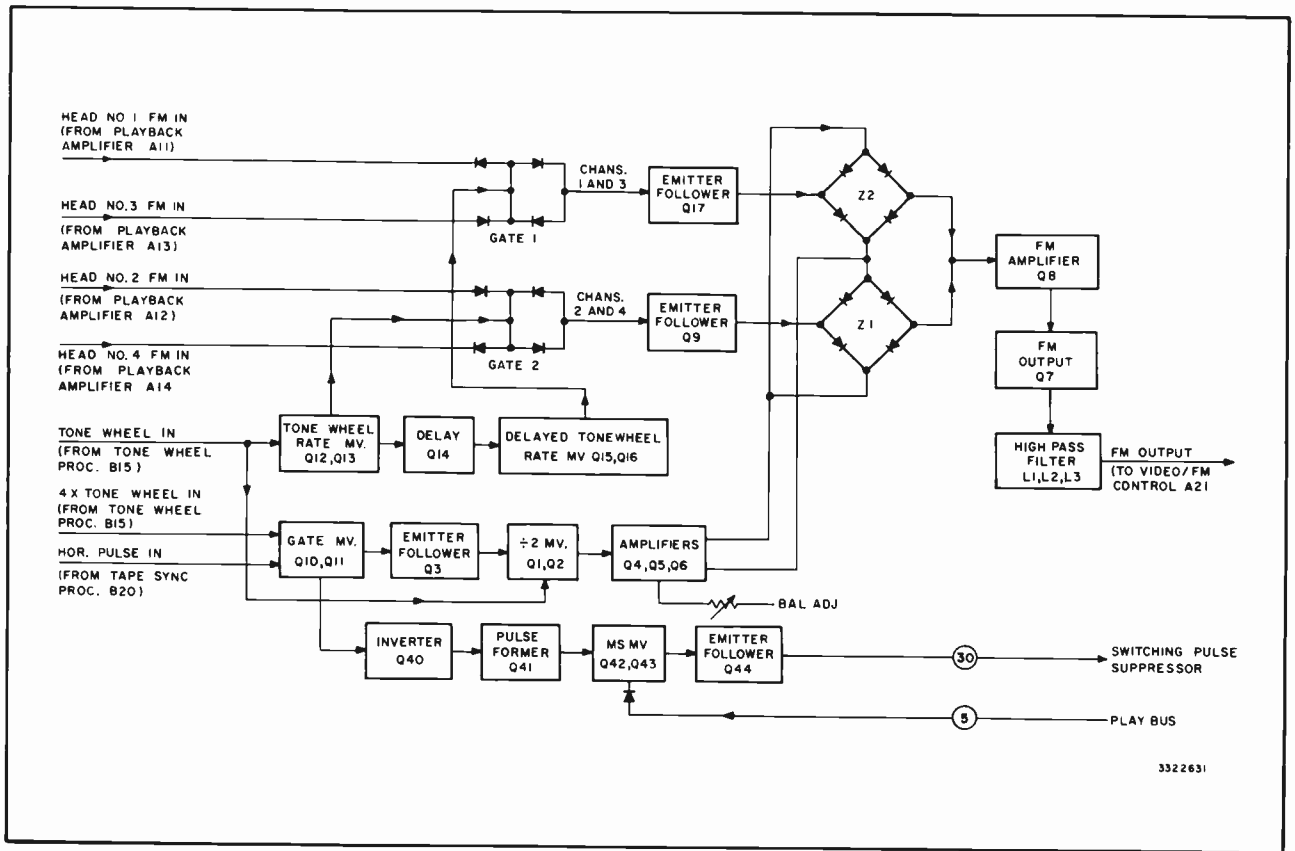 HEAD NO. 1 FM IN
(FROM PLAYBACK
AMPLIFIER A11)
HEAD NO. 3 FM IN
(FROM PLAYBACK
AMPLIFIER A13)
GATE 1
CHANS.
1 AND 3
EMITTER
FOLLOWER
Q17
Z2
HEAD NO. 2 FM IN
(FROM PLAYBACK
AMPLIFIER A12)
HEAD NO. 4 FM IN
(FROM PLAYBACK
AMPLIFIER A14
GATE 2
CHANS.
2 AND 4
EMITTER
FOLLOWER
Q9
Z1
FM
AMPLIFIER
Q8
FM
OUTPUT
Q7
HIGH PASS
FILTER
L1,L2,L3
FM OUTPUT
(TO VIDEO/FM
CONTROL A21
TONE WHEEL IN
(FROM TONE WHEEL
PROC. B15)
TONE WHEEL
RATE MV.
Q12,Q13
DELAY
Q14
DELAYED TONEWHEEL
RATE MV Q15,Q16
4 X TONE WHEEL IN
(FROM TONE WHEEL
PROC. B15)
HOR. PULSE IN
(FROM TAPE SYNC
PROC. B20)
GATE MV.
Q10,Q11
EMITTER
FOLLOWER
Q3
÷2 MV.
Q1,Q2
AMPLIFIERS
Q4,Q5,Q6
BAL ADJ
INVERTER
Q40
PULSE
FORMER
Q41
MS MV
Q42,Q43
EMITTER
FOLLOWER
Q44
30
SWITCHING PULSE
SUPPRESSOR
5
PLAY BUS
3322631